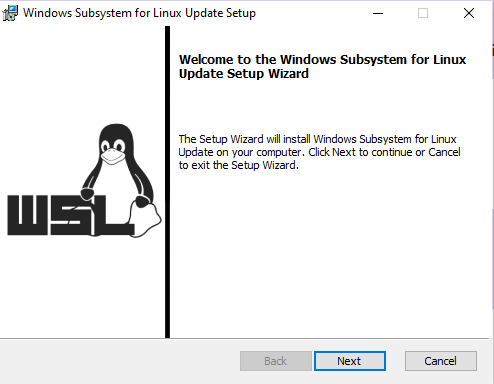 Windows Subsystem for Linux Update Setup
Welcome to the Windows Subsystem for Linux
Update Setup Wizard
The Setup Wizard will install Windows Subsystem for Linux
Update on your computer. Click Next to continue or Cancel
to exit the Setup Wizard.
WSL
Back
Next
Cancel